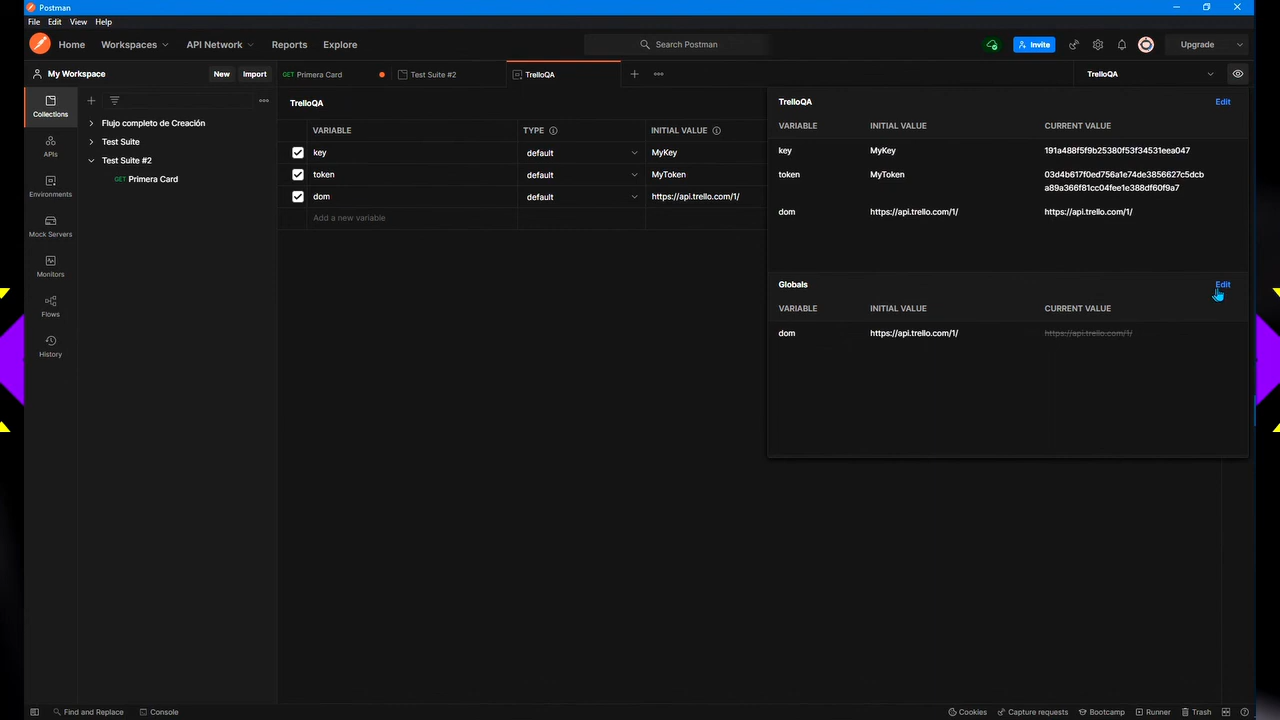 Postman
File Edit View Help
Home Workspaces API Network Reports Explore Search Postman Invite Upgrade
My Workspace New Import GET Primera Card Test Suite #2 TrelloQA TrelloQA
Collections
APIs
Environments
Mock Servers
Monitors
Flows
History
Flujo completo de Creación
Test Suite
Test Suite #2
GET Primera Card
TrelloQA
VARIABLE TYPE INITIAL VALUE
key default MyKey
token default MyToken
dom default https://api.trello.com/1/
Add a new variable
TrelloQA Edit
VARIABLE INITIAL VALUE CURRENT VALUE
key MyKey 191a488f5f9b25380f53f34531eea047
token MyToken 03d4b617f0ed756a1e74de3856627c5dcb
a89a366f81cc04fee1e388df60f9a7
dom https://api.trello.com/1/ https://api.trello.com/1/
Globals Edit
VARIABLE INITIAL VALUE CURRENT VALUE
dom https://api.trello.com/1/ https://api.trello.com/1/
Find and Replace Console Cookies Capture requests Bootcamp Runner Trash